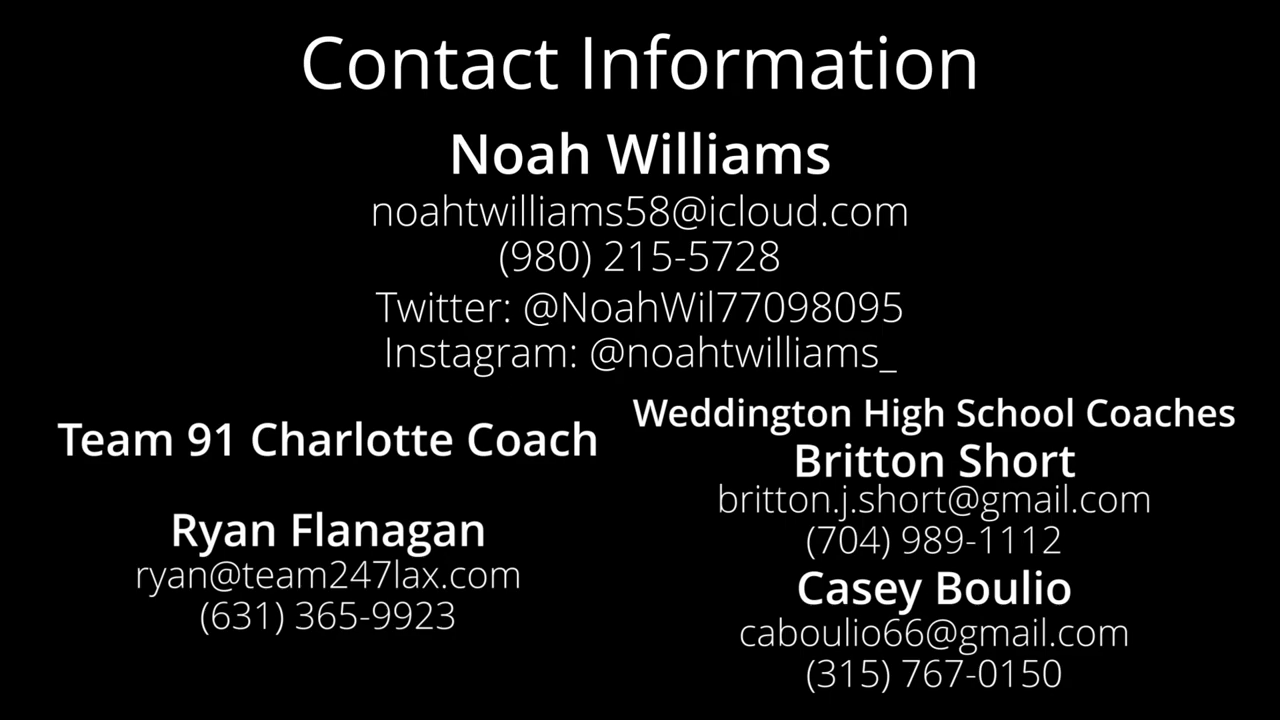 Contact Information
Noah Williams
noahtwilliams58@icloud.com
(980) 215-5728
Twitter: @NoahWil77098095
Instagram: @noahtwilliams_
Team 91 Charlotte Coach
Ryan Flanagan
ryan@team247lax.com
(631) 365-9923
Weddington High School Coaches
Britton Short
britton.j.short@gmail.com
(704) 989-1112
Casey Boulio
caboulio66@gmail.com
(315) 767-0150